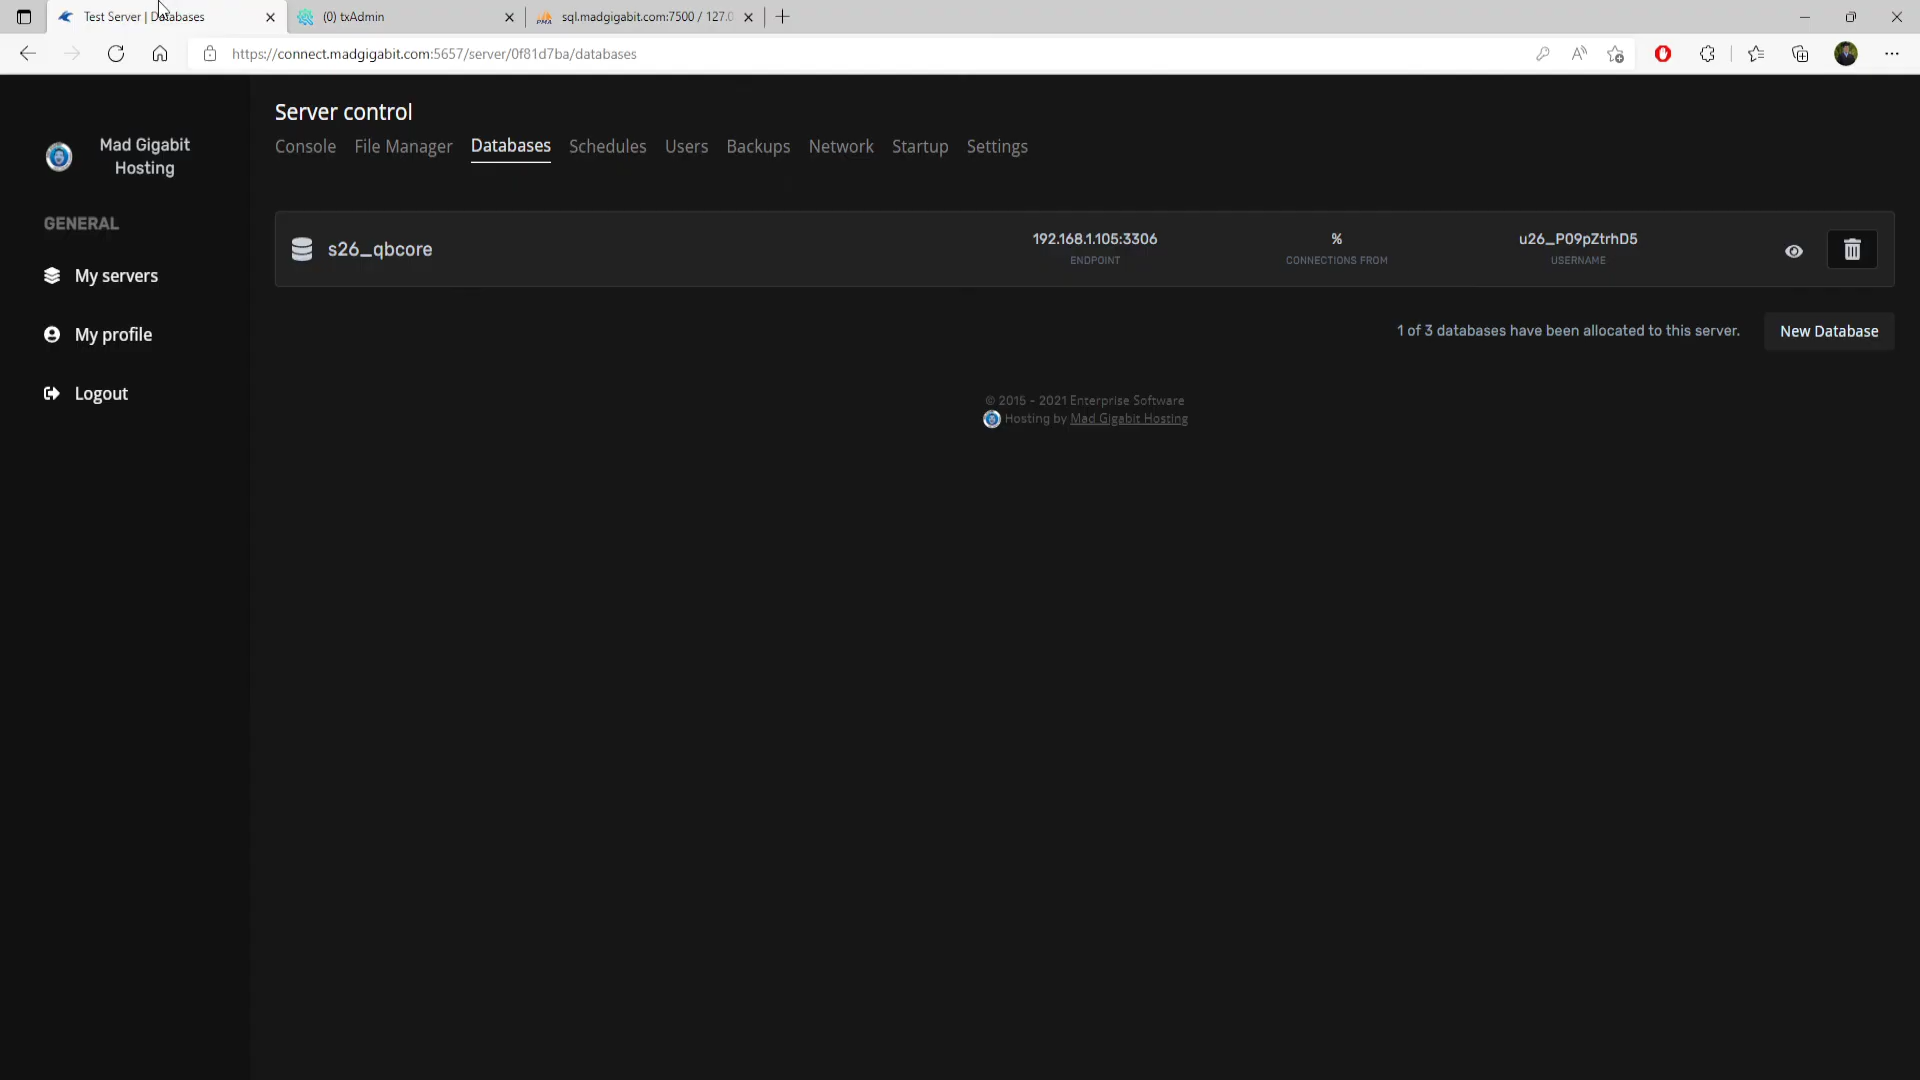 Test Server | Databases
(0) txAdmin
sql.madgigabit.com:7500 / 127.0
https://connect.madgigabit.com:5657/server/0f81d7ba/databases
Mad Gigabit
Hosting
GENERAL
My servers
My profile
Logout
Server control
Console File Manager Databases Schedules Users Backups Network Startup Settings
s26_qbcore
192.168.1.105:3306
ENDPOINT
%
CONNECTIONS FROM
u26_P09pZtrhD5
USERNAME
1 of 3 databases have been allocated to this server.
New Database
© 2015 - 2021 Enterprise Software
Hosting by Mad Gigabit Hosting